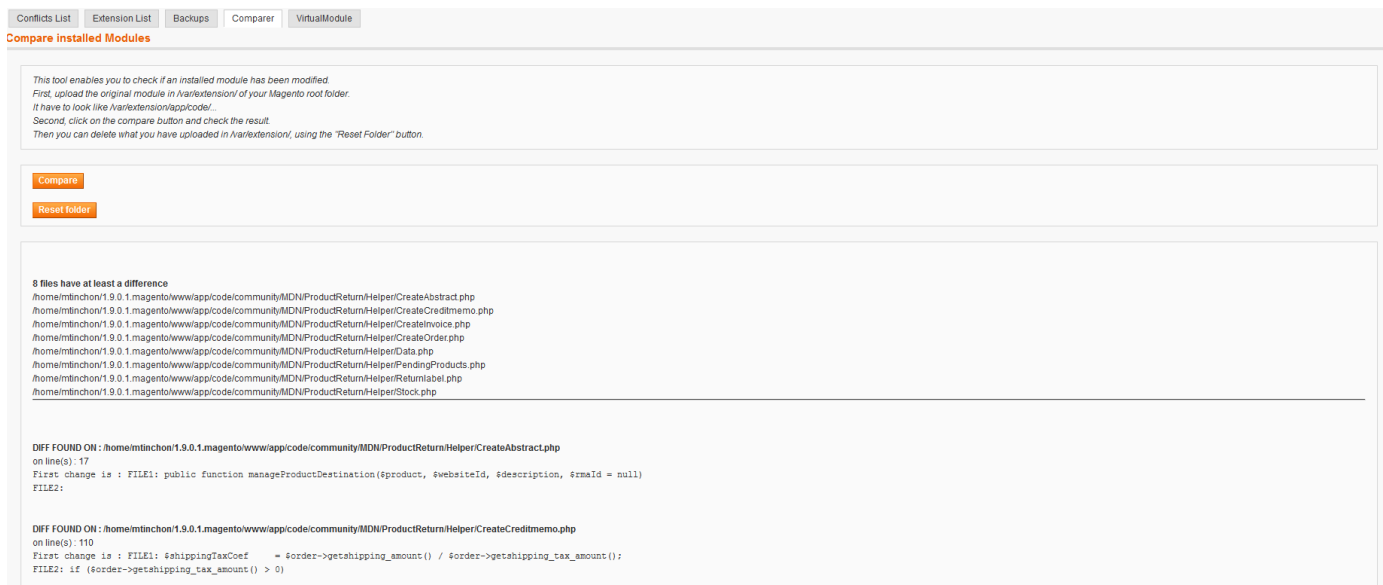 Conflicts List Extension List Backups Comparer VirtualModule
Compare installed Modules
This tool enables you to check if an installed module has been modified.
First, upload the original module in /var/extension/ of your Magento root folder.
It have to look like /var/extension/app/code/...
Second, click on the compare button and check the result.
Then you can delete what you have uploaded in /var/extension/, using the "Reset Folder" button.
Compare
Reset folder
8 files have at least a difference
/home/mtinchon/1.9.0.1.magento/www/app/code/community/MDN/ProductReturn/Helper/CreateAbstract.php
/home/mtinchon/1.9.0.1.magento/www/app/code/community/MDN/ProductReturn/Helper/CreateCreditmemo.php
/home/mtinchon/1.9.0.1.magento/www/app/code/community/MDN/ProductReturn/Helper/CreateInvoice.php
/home/mtinchon/1.9.0.1.magento/www/app/code/community/MDN/ProductReturn/Helper/CreateOrder.php
/home/mtinchon/1.9.0.1.magento/www/app/code/community/MDN/ProductReturn/Helper/Data.php
/home/mtinchon/1.9.0.1.magento/www/app/code/community/MDN/ProductReturn/Helper/PendingProducts.php
/home/mtinchon/1.9.0.1.magento/www/app/code/community/MDN/ProductReturn/Helper/Returnlabel.php
/home/mtinchon/1.9.0.1.magento/www/app/code/community/MDN/ProductReturn/Helper/Stock.php
DIFF FOUND ON : /home/mtinchon/1.9.0.1.magento/www/app/code/community/MDN/ProductReturn/Helper/CreateAbstract.php
on line(s) : 17
First change is : FILE1: public function manageProductDestination($product, $websiteId, $description, $rmaId = null)
FILE2:
DIFF FOUND ON : /home/mtinchon/1.9.0.1.magento/www/app/code/community/MDN/ProductReturn/Helper/CreateCreditmemo.php
on line(s) : 110
First change is : FILE1: $shippingTaxCoef = $order->getshipping_amount() / $order->getshipping_tax_amount();
FILE2: if ($order->getshipping_tax_amount() > 0)